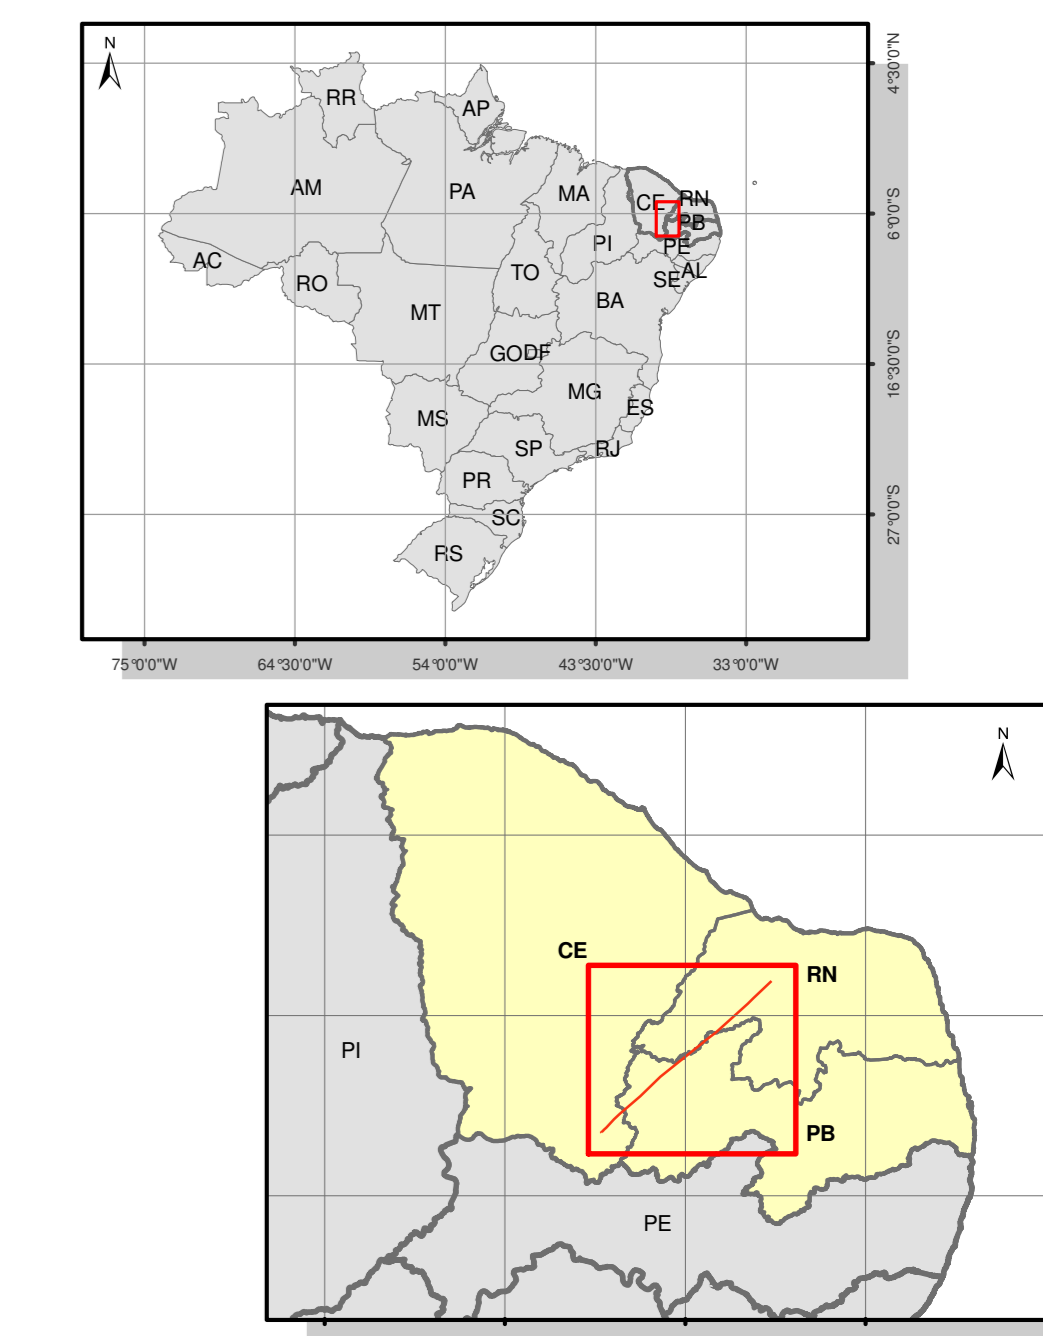 N
4°30'0"N
RR
AP
AM
PA
MA
CE
RN
6°0'0"S
PB
PI
PE
AC
RO
TO
AL
SE
MT
BA
GO
DF
16°30'0"S
MG
MS
ES
SP
RJ
PR
SC
27°0'0"S
RS
75°0'0"W
64°30'0"W
54°0'0"W
43°30'0"W
33°0'0"W
N
CE
RN
PI
PB
PE